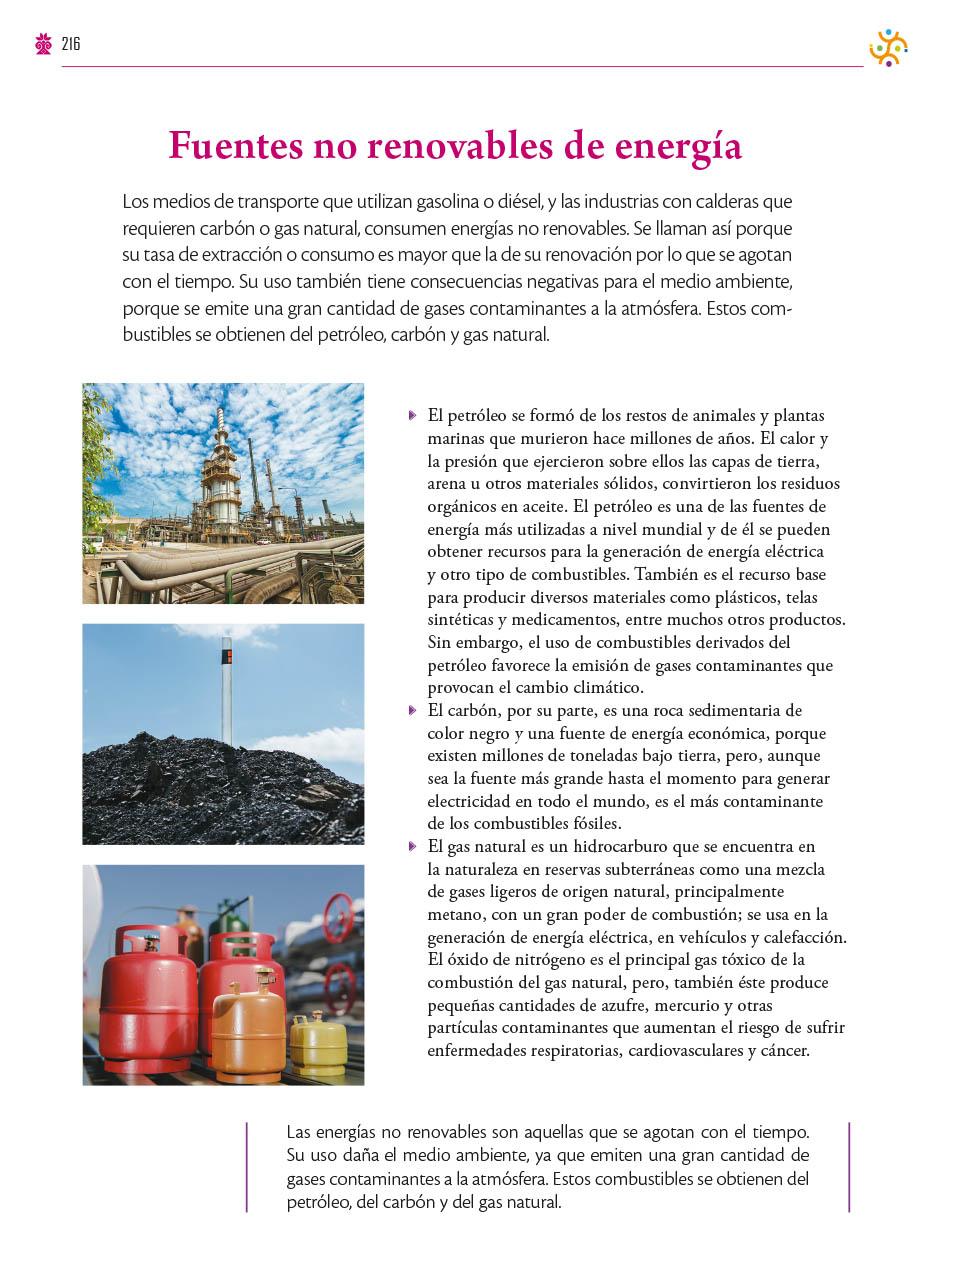 216
Fuentes no renovables de energía
Los medios de transporte que utilizan gasolina o diésel, y las industrias con calderas que
requieren carbón o gas natural, consumen energías no renovables. Se llaman así porque
su tasa de extracción o consumo es mayor que la de su renovación por lo que se agotan
con el tiempo. Su uso también tiene consecuencias negativas para el medio ambiente,
porque se emite una gran cantidad de gases contaminantes a la atmósfera. Estos com-
bustibles se obtienen del petróleo, carbón y gas natural.
El petróleo se formó de los restos de animales y plantas
marinas que murieron hace millones de años. El calor y
la presión que ejercieron sobre ellos las capas de tierra,
arena u otros materiales sólidos, convirtieron los residuos
orgánicos en aceite. El petróleo es una de las fuentes de
energía más utilizadas a nivel mundial y de él se pueden
obtener recursos para la generación de energía eléctrica
y otro tipo de combustibles. También es el recurso base
para producir diversos materiales como plásticos, telas
sintéticas y medicamentos, entre muchos otros productos.
Sin embargo, el uso de combustibles derivados del
petróleo favorece la emisión de gases contaminantes que
provocan el cambio climático.
El carbón, por su parte, es una roca sedimentaria de
color negro y una fuente de energía económica, porque
existen millones de toneladas bajo tierra, pero, aunque
sea la fuente más grande hasta el momento para generar
electricidad en todo el mundo, es el más contaminante
de los combustibles fósiles.
El gas natural es un hidrocarburo que se encuentra en
la naturaleza en reservas subterráneas como una mezcla
de gases ligeros de origen natural, principalmente
metano, con un gran poder de combustión; se usa en la
generación de energía eléctrica, en vehículos y calefacción.
El óxido de nitrógeno es el principal gas tóxico de la
combustión del gas natural, pero, también éste produce
pequeñas cantidades de azufre, mercurio y otras
partículas contaminantes que aumentan el riesgo de sufrir
enfermedades respiratorias, cardiovasculares y cáncer.
Las energías no renovables son aquellas que se agotan con el tiempo.
Su uso daña el medio ambiente, ya que emiten una gran cantidad de
gases contaminantes a la atmósfera. Estos combustibles se obtienen del
petróleo, del carbón y del gas natural.